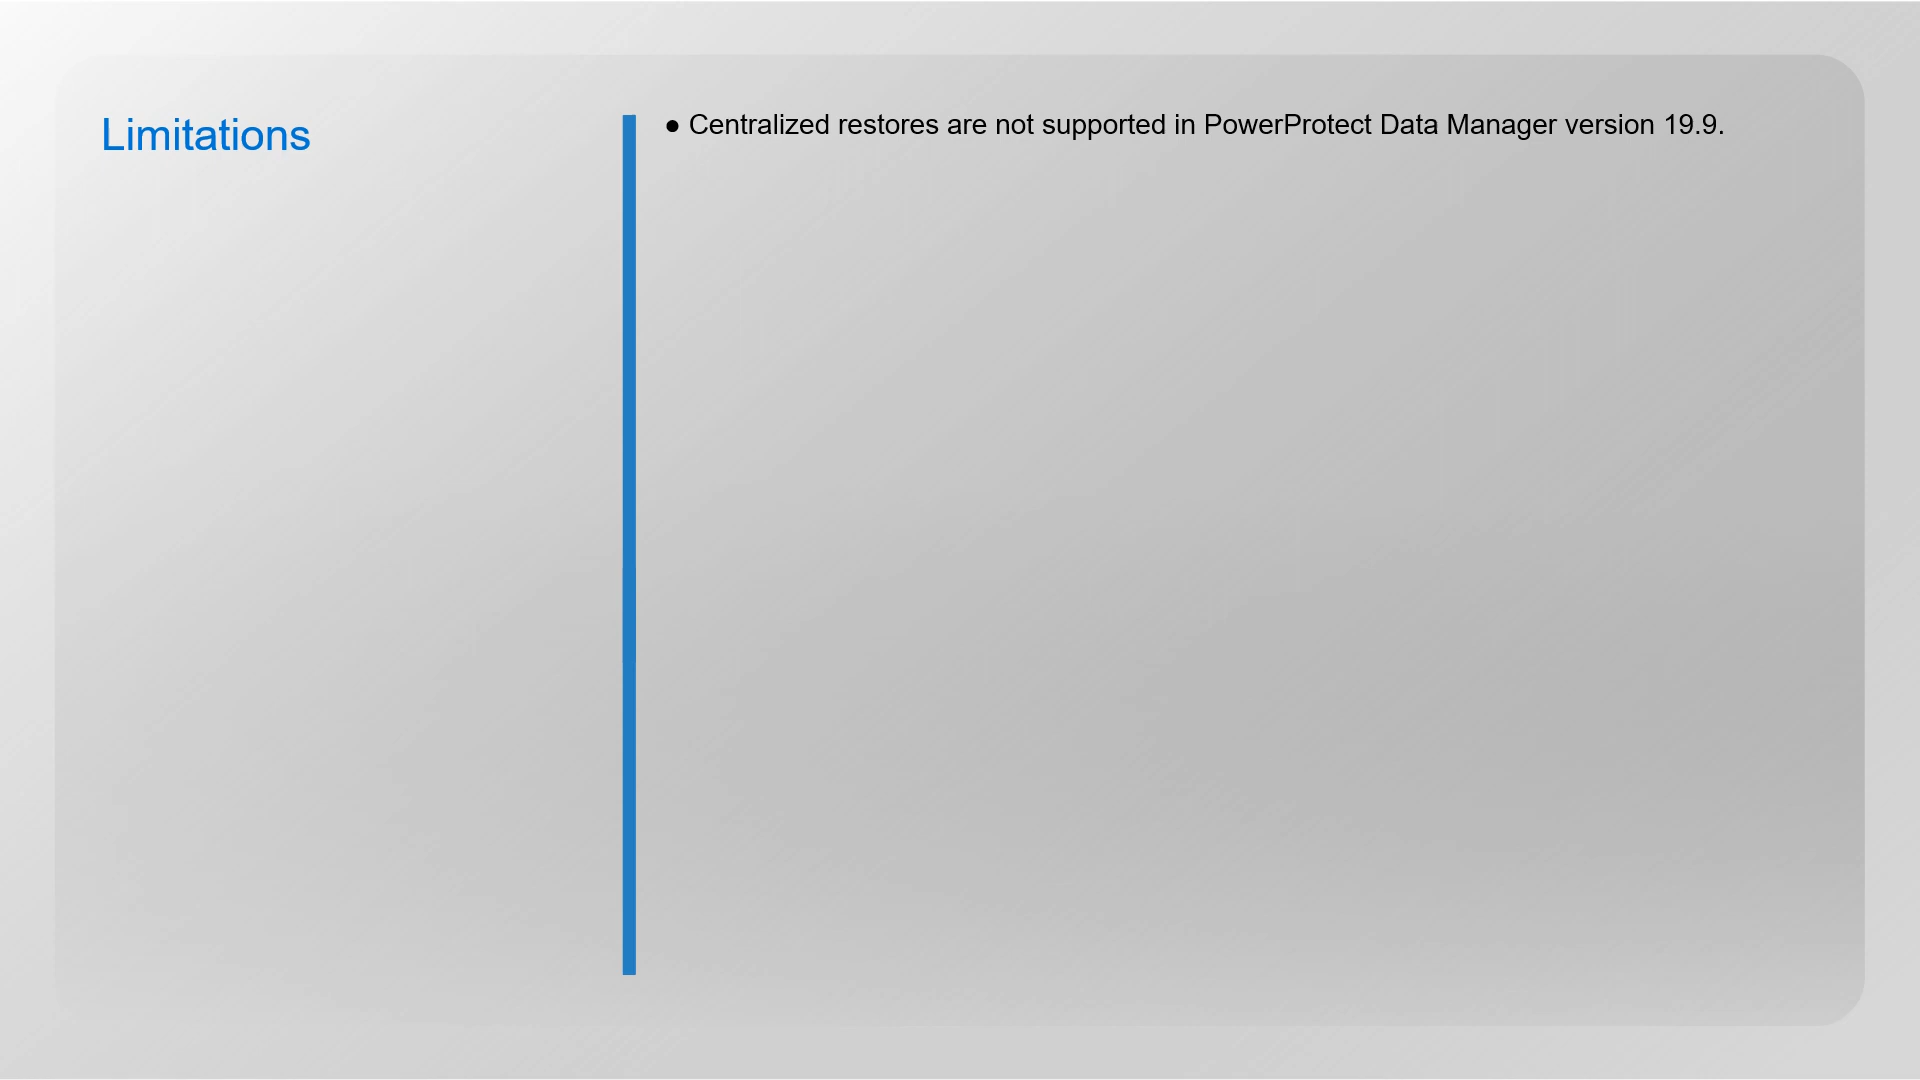 Limitations
● Centralized restores are not supported in PowerProtect Data Manager version 19.9.